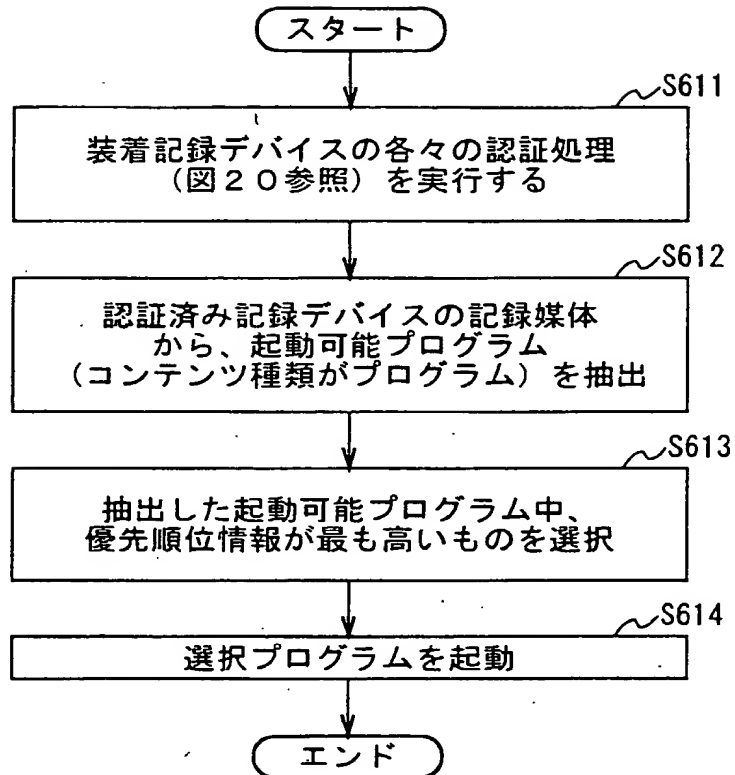 スタート
S611
装着記録デバイスの各々の認証処理
(図20参照)を実行する
S612
認証済み記録デバイスの記録媒体
から、起動可能プログラム
(コンテンツ種類がプログラム)を抽出
S613
抽出した起動可能プログラム中、
優先順位情報が最も高いものを選択
S614
選択プログラムを起動
エンド